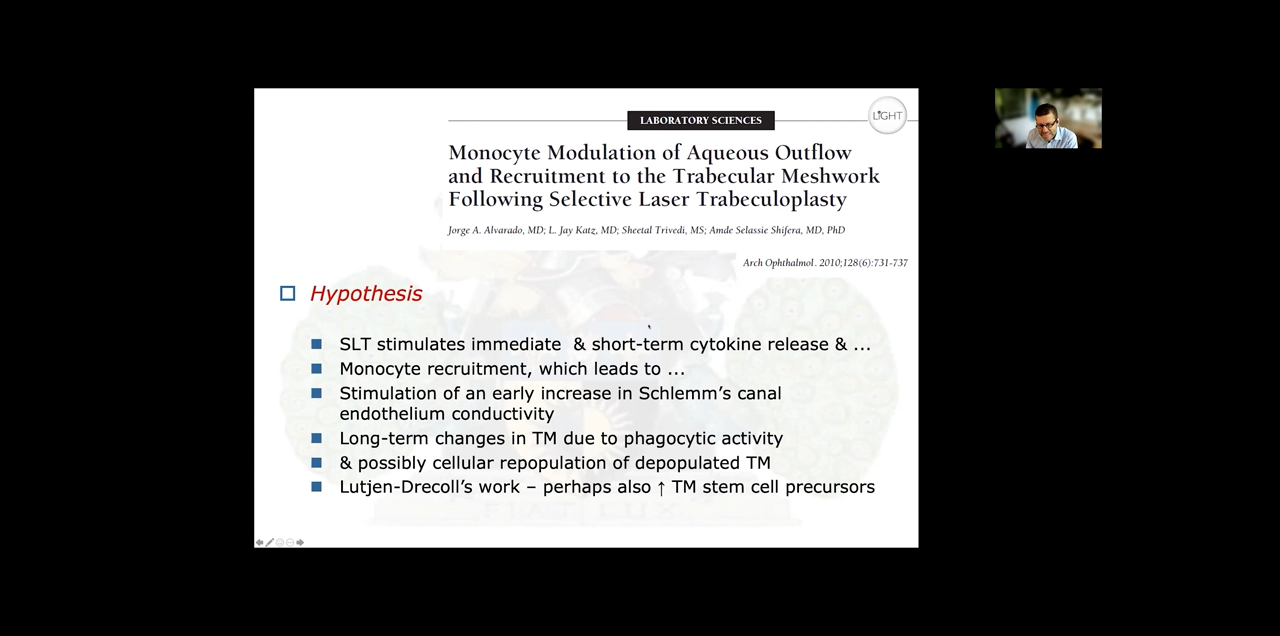 LABORATORY SCIENCES
LiGHT
Monocyte Modulation of Aqueous Outflow
and Recruitment to the Trabecular Meshwork
Following Selective Laser Trabeculoplasty
Jorge A. Alvarado, MD; L. Jay Katz, MD; Sheetal Trivedi, MS; Amde Selassie Shifera, MD, PhD
Arch Ophthalmol. 2010;128(6):731-737
Hypothesis
SLT stimulates immediate & short-term cytokine release & ...
Monocyte recruitment, which leads to ...
Stimulation of an early increase in Schlemm's canal
endothelium conductivity
Long-term changes in TM due to phagocytic activity
& possibly cellular repopulation of depopulated TM
Lutjen-Drecoll's work – perhaps also ↑ TM stem cell precursors
FIAT LUX